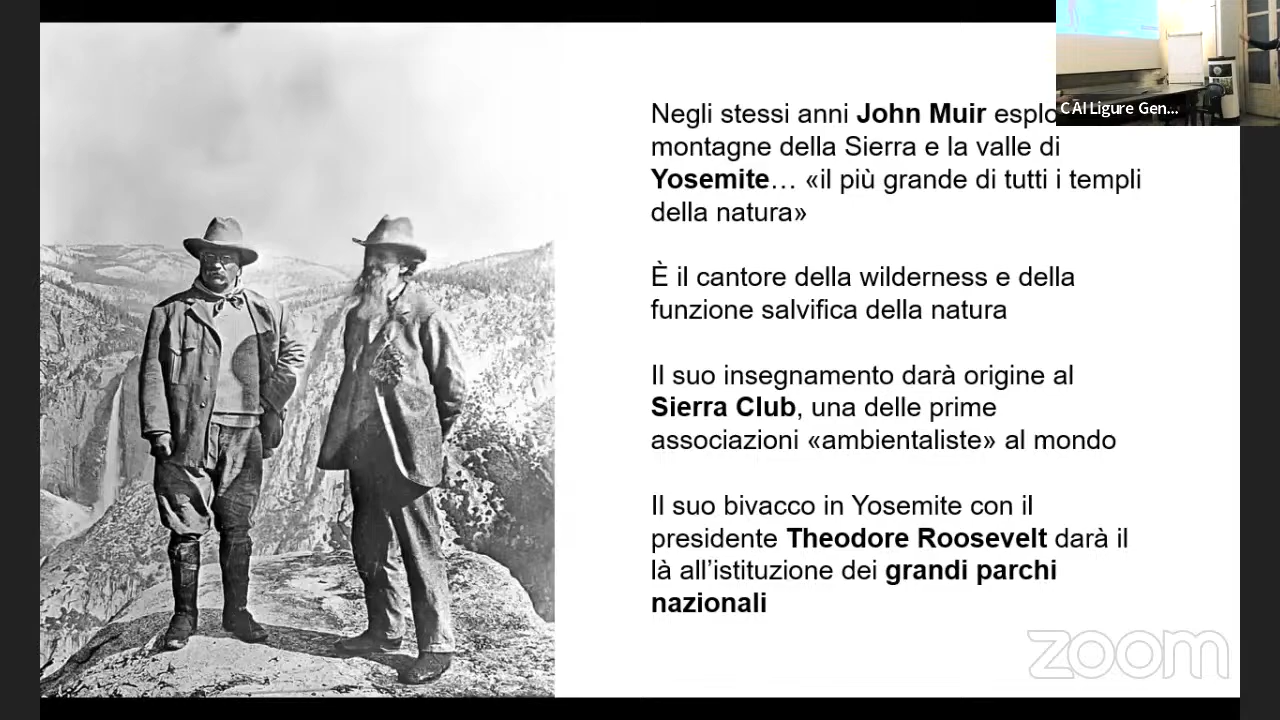 Negli stessi anni John Muir
montagne della Sierra e la valle di
Yosemite… «il più grande di tutti i templi
della natura»
È il cantore della wilderness e della
funzione salvifica della natura
Il suo insegnamento darà origine al
Sierra Club, una delle prime
associazioni «ambientaliste» al mondo
Il suo bivacco in Yosemite con il
presidente Theodore Roosevelt darà il
là all’istituzione dei grandi parchi
nazionali
CAI Ligure Gen...
zoom